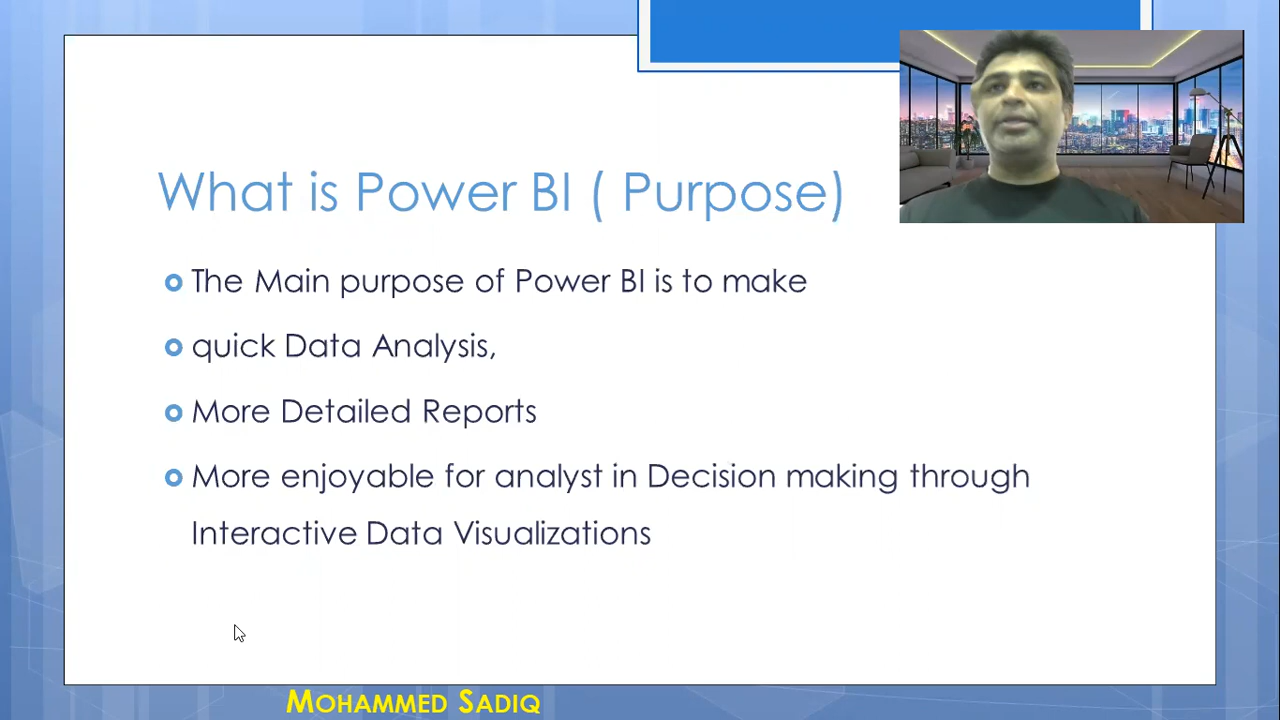 What is Power BI ( Purpose)
The Main purpose of Power BI is to make
quick Data Analysis,
More Detailed Reports
More enjoyable for analyst in Decision making through
Interactive Data Visualizations
MOHAMMED SADIQ